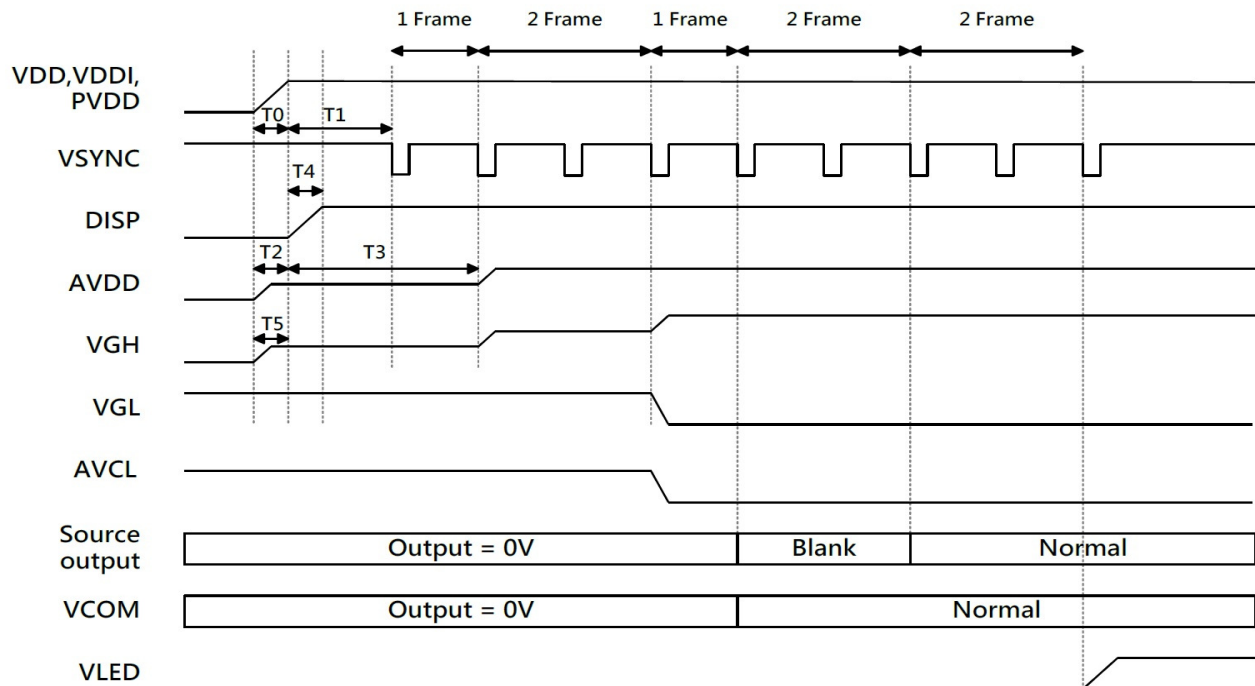 1 Frame 2 Frame 1 Frame 2 Frame 2 Frame
VDD,VDDI,
PVDD
T0 T1
VSYNC
T4
DISP
T2 T3
AVDD
T5
VGH
VGL
AVCL
Source
output
Output = 0V Blank Normal
VCOM
Output = 0V Normal
VLED